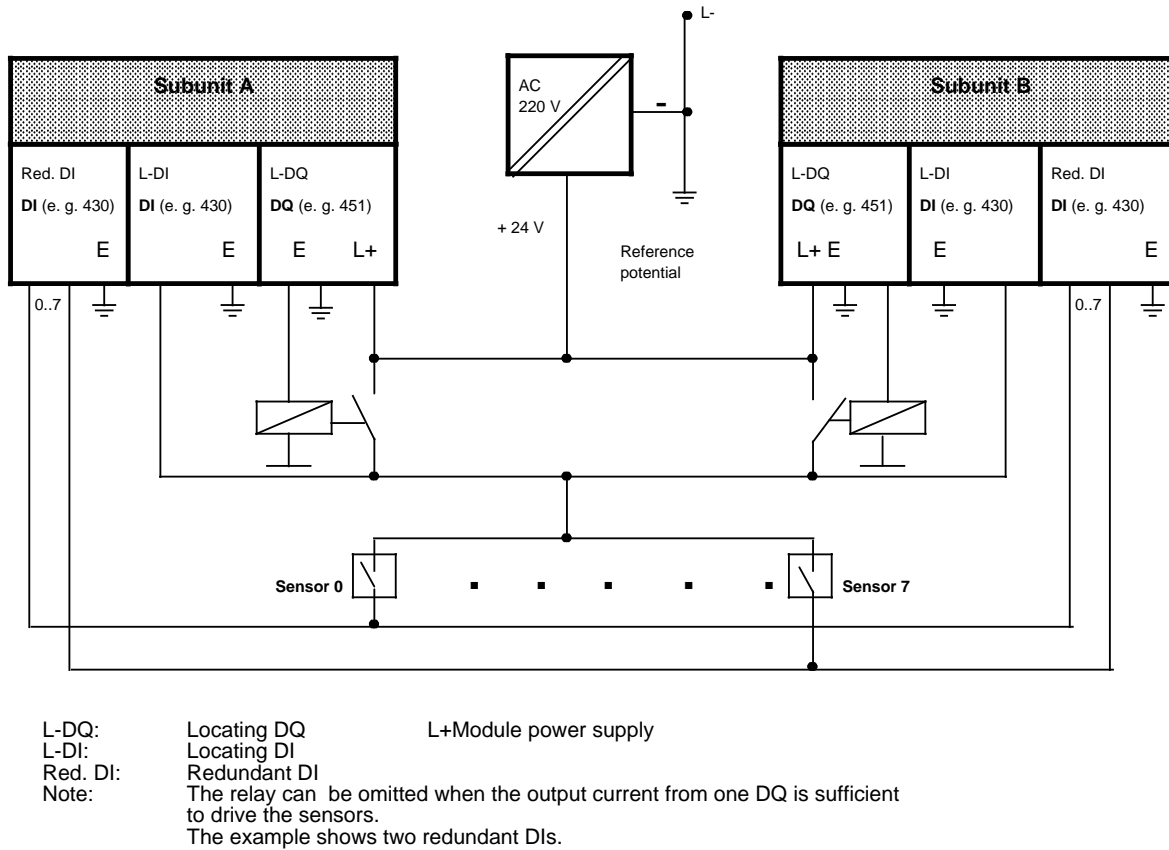 L-
Subunit A
AC
220 V
-
Subunit B
Red. DI
DI (e. g. 430)
E
L-DI
DI (e. g. 430)
E
L-DQ
DQ (e. g. 451)
E L+
L-DQ
DQ (e. g. 451)
L+ E
L-DI
DI (e. g. 430)
E
Red. DI
DI (e. g. 430)
E
+ 24 V
Reference
potential
0..7
0..7
Sensor 0
Sensor 7
L-DQ: Locating DQ L+Module power supply
L-DI: Locating DI
Red. DI: Redundant DI
Note: The relay can be omitted when the output current from one DQ is sufficient
to drive the sensors.
The example shows two redundant DIs.